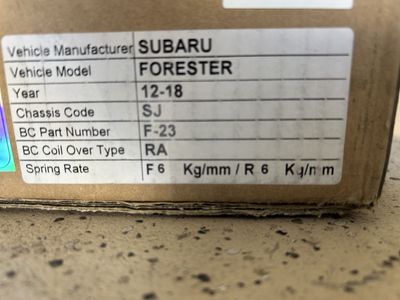 Vehicle Manufacturer SUBARU
Vehicle Model FORESTER
Year 12-18
Chassis Code SJ
BC Part Number F-23
BC Coil Over Type RA
Spring Rate F 6 Kg/mm / R 6 Kg/mm